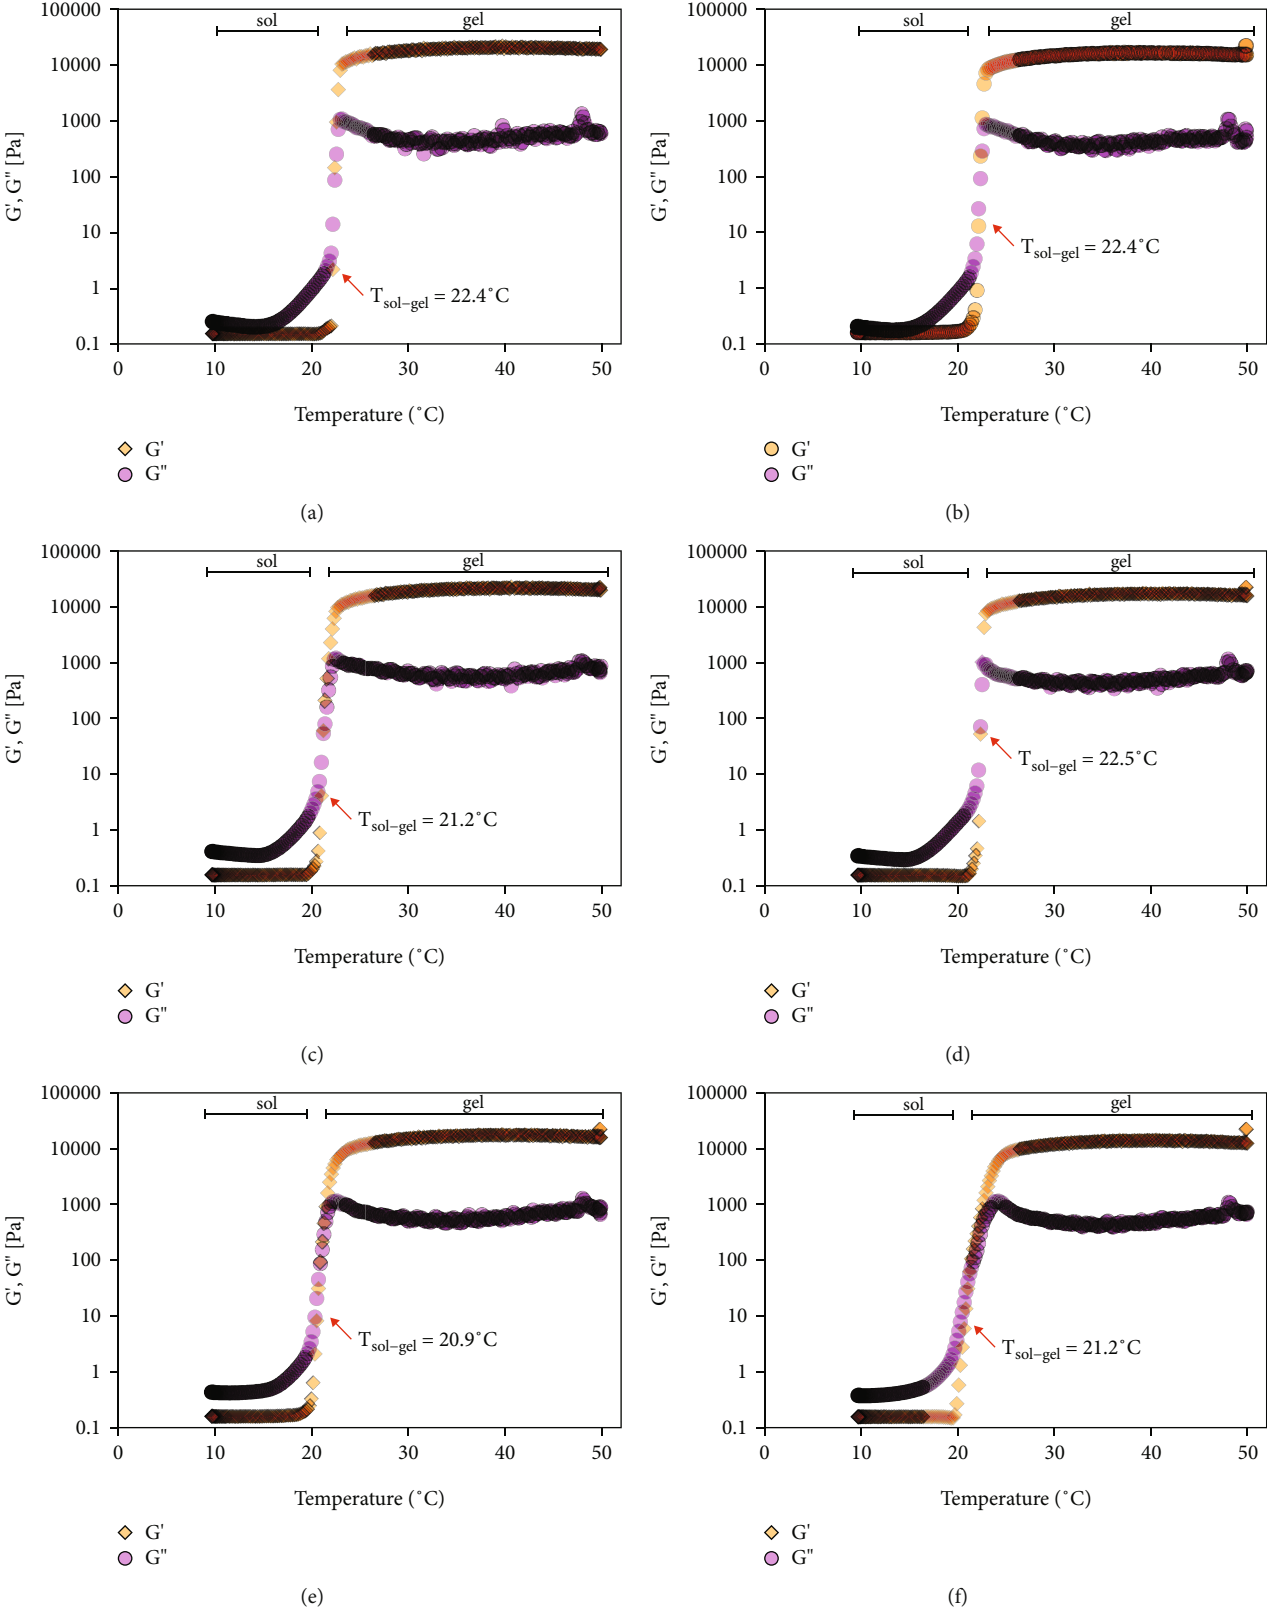 100000
10000
1000
100
10
1
0.1
G', G" [Pa]
sol
gel
T sol–gel = 22.4˚C
0 10 20 30 40 50
Temperature (˚C)
G'
G"
(a)
100000
10000
1000
100
10
1
0.1
G', G" [Pa]
sol
gel
T sol–gel = 22.4˚C
0 10 20 30 40 50
Temperature (˚C)
G'
G"
(b)
100000
10000
1000
100
10
1
0.1
G', G" [Pa]
sol
gel
T sol–gel = 21.2˚C
0 10 20 30 40 50
Temperature (˚C)
G'
G"
(c)
100000
10000
1000
100
10
1
0.1
G', G" [Pa]
sol
gel
T sol–gel = 22.5˚C
0 10 20 30 40 50
Temperature (˚C)
G'
G"
(d)
100000
10000
1000
100
10
1
0.1
G', G" [Pa]
sol
gel
T sol–gel = 20.9˚C
0 10 20 30 40 50
Temperature (˚C)
G'
G"
(e)
100000
10000
1000
100
10
1
0.1
G', G" [Pa]
sol
gel
T sol–gel = 21.2˚C
0 10 20 30 40 50
Temperature (˚C)
G'
G"
(f)